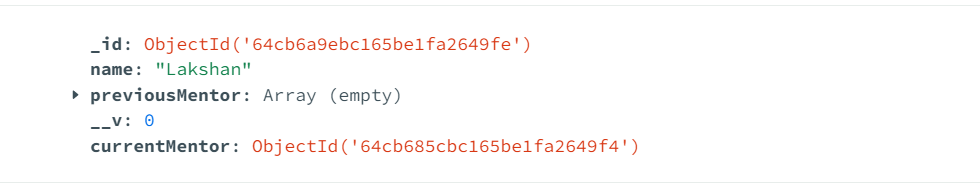 _id: ObjectId('64cb6a9ebc165be1fa2649fe')
name: "Lakshan"
previousMentor: Array (empty)
__v: 0
currentMentor: ObjectId('64cb685cbc165be1fa2649f4')